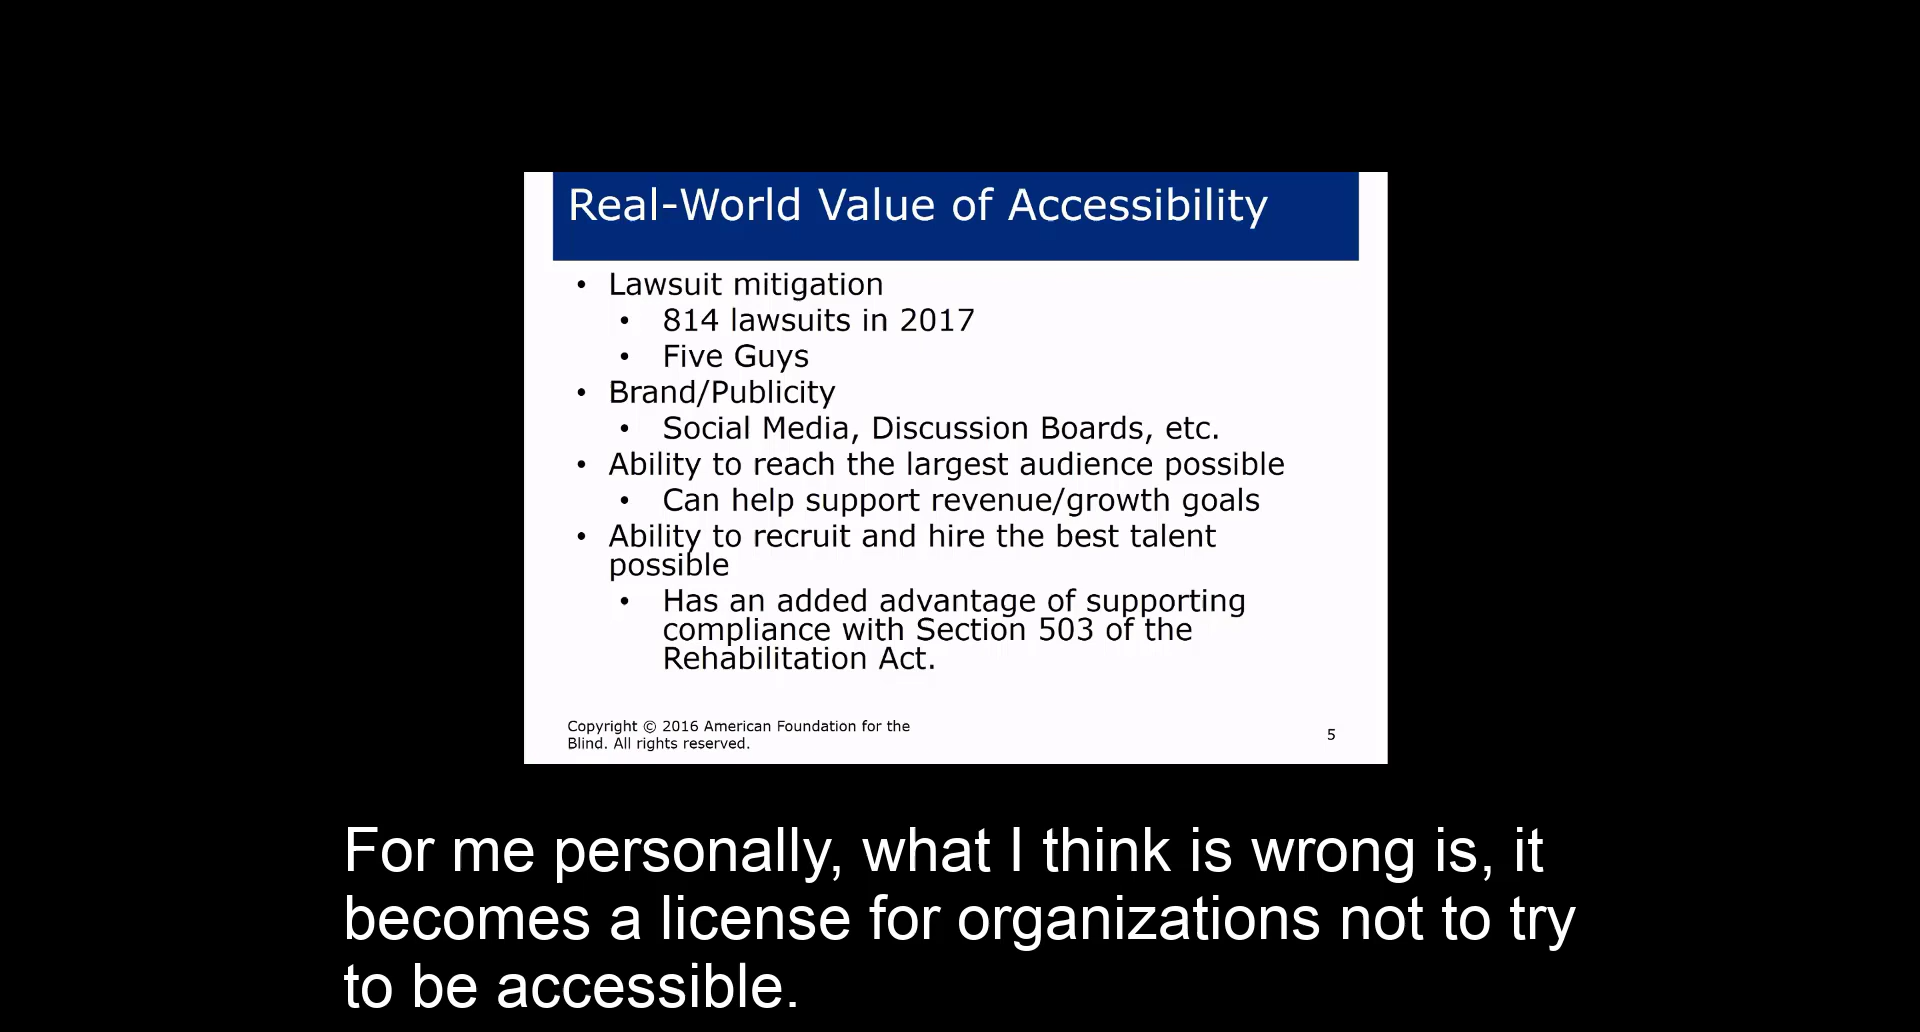 Real-World Value of Accessibility
• Lawsuit mitigation
• 814 lawsuits in 2017
• Five Guys
• Brand/Publicity
• Social Media, Discussion Boards, etc.
• Ability to reach the largest audience possible
• Can help support revenue/growth goals
• Ability to recruit and hire the best talent
possible
• Has an added advantage of supporting
compliance with Section 503 of the
Rehabilitation Act.
Copyright © 2016 American Foundation for the
Blind. All rights reserved.
5
For me personally, what I think is wrong is, it
becomes a license for organizations not to try
to be accessible.